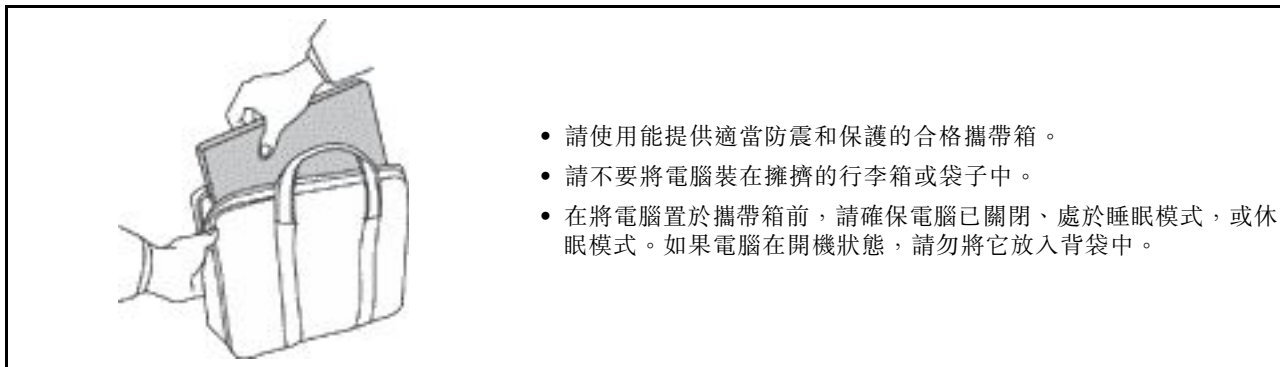 • 請使用能提供適當防震和保護的合格攜帶箱。
• 請不要將電腦裝在擁擠的行李箱或袋子中。
• 在將電腦置於攜帶箱前，請確保電腦已關閉、處於睡眠模式，或休
眠模式。如果電腦在開機狀態，請勿將它放入背袋中。